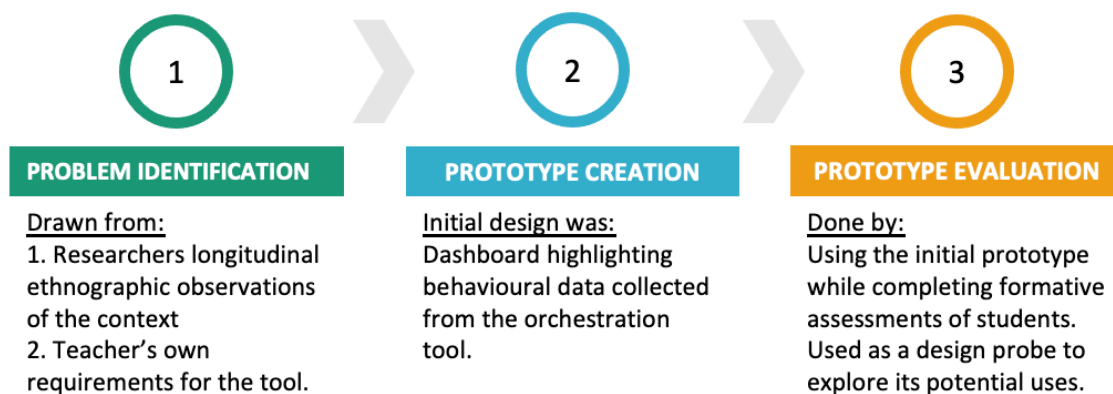 1
PROBLEM IDENTIFICATION
Drawn from:
1. Researchers longitudinal
ethnographic observations
of the context
2. Teacher's own
requirements for the tool.
2
PROTOTYPE CREATION
Initial design was:
Dashboard highlighting
behavioural data collected
from the orchestration
tool.
3
PROTOTYPE EVALUATION
Done by:
Using the initial prototype
while completing formative
assessments of students.
Used as a design probe to
explore its potential uses.